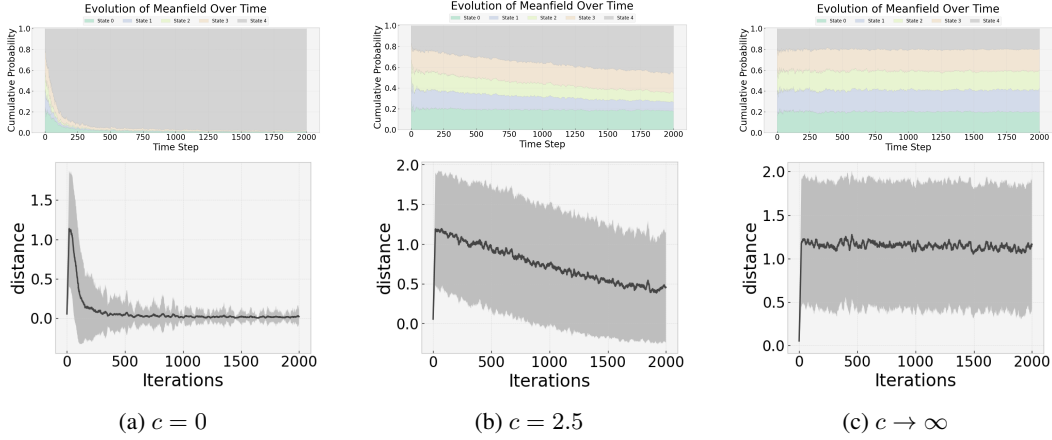 Evolution of Meanfield Over Time
State 0 State 1 State 2 State 3 State 4
Cumulative Probability
1.0
0.8
0.6
0.4
0.2
0.0
0 250 500 750 1000 1250 1500 1750 2000
Time Step
distance
1.5
1.0
0.5
0.0
0 500 1000 1500 2000
Iterations
(a) c = 0
Evolution of Meanfield Over Time
State 0 State 1 State 2 State 3 State 4
Cumulative Probability
1.0
0.8
0.6
0.4
0.2
0.0
0 250 500 750 1000 1250 1500 1750 2000
Time Step
distance
2.0
1.5
1.0
0.5
0.0
0 500 1000 1500 2000
Iterations
(b) c = 2.5
Evolution of Meanfield Over Time
State 0 State 1 State 2 State 3 State 4
Cumulative Probability
1.0
0.8
0.6
0.4
0.2
0.0
0 250 500 750 1000 1250 1500 1750 2000
Time Step
distance
2.0
1.5
1.0
0.5
0.0
0 500 1000 1500 2000
Iterations
(c) c → ∞